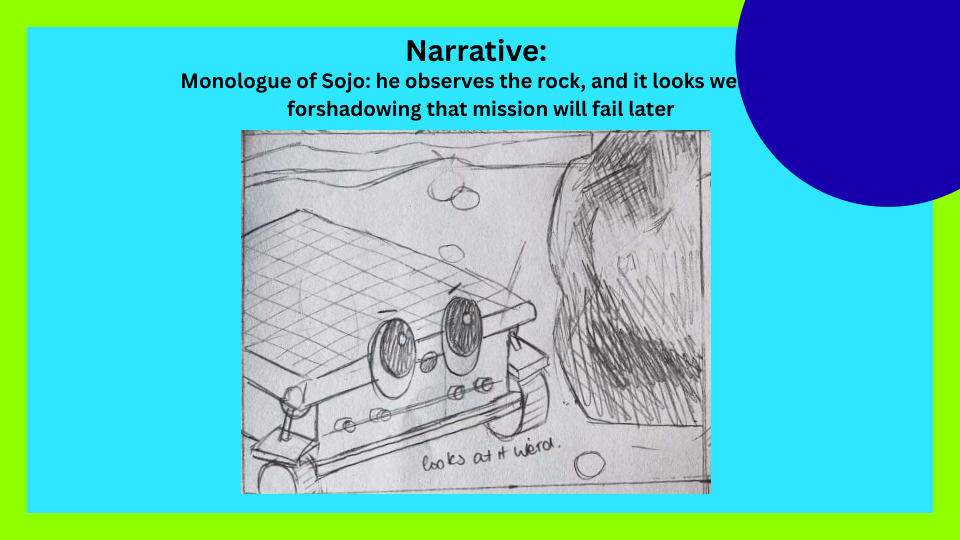 Narrative:
Monologue of Sojo: he observes the rock, and it looks
forshadowing that mission will fail later
looks at it weird.